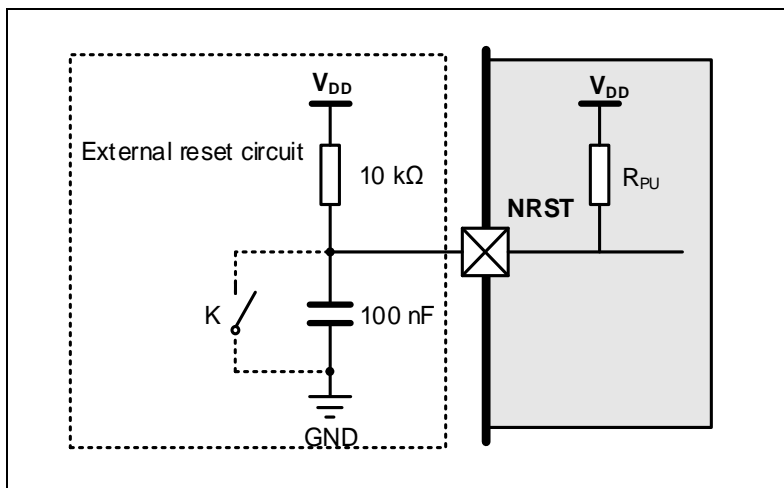 VDD
VDD
External reset circuit
10 kΩ
RPU
NRST
K
100 nF
GND